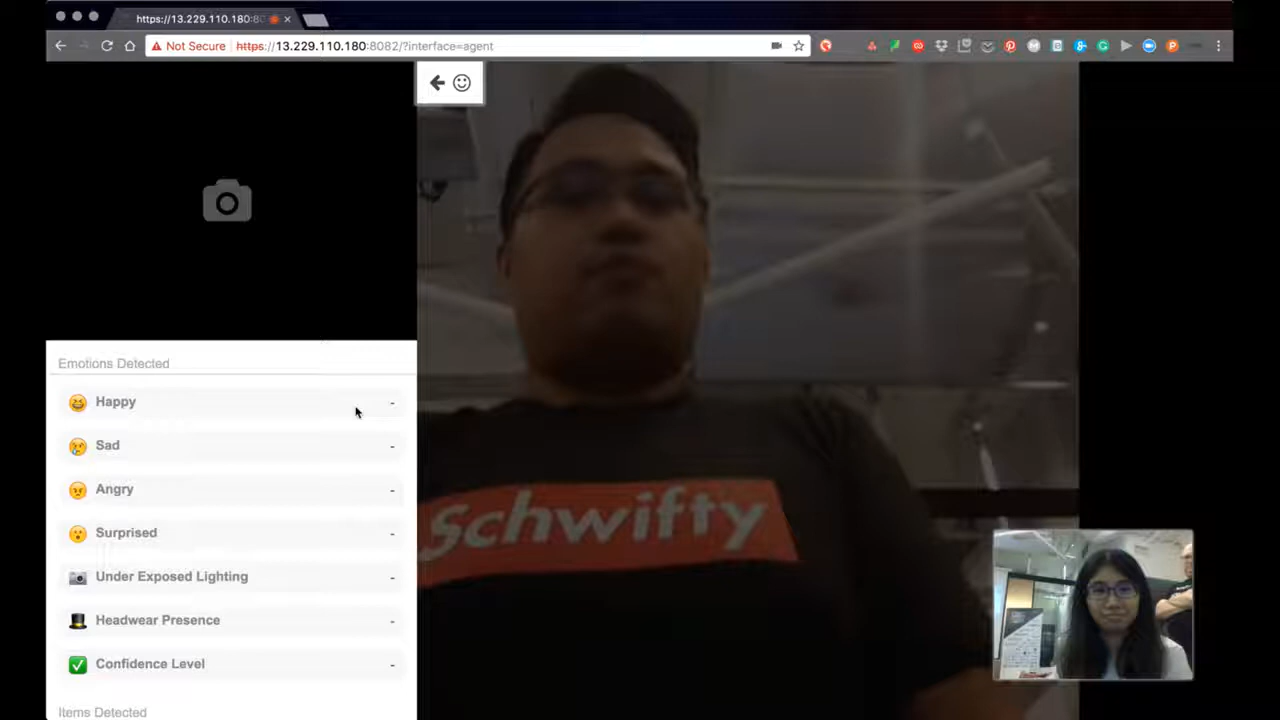 https://13.229.110.180:80
Not Secure https://13.229.110.180:8082/?interface=agent
Emotions Detected
Happy -
Sad -
Angry -
Surprised -
Under Exposed Lighting -
Headwear Presence -
Confidence Level -
Items Detected
Schwifty